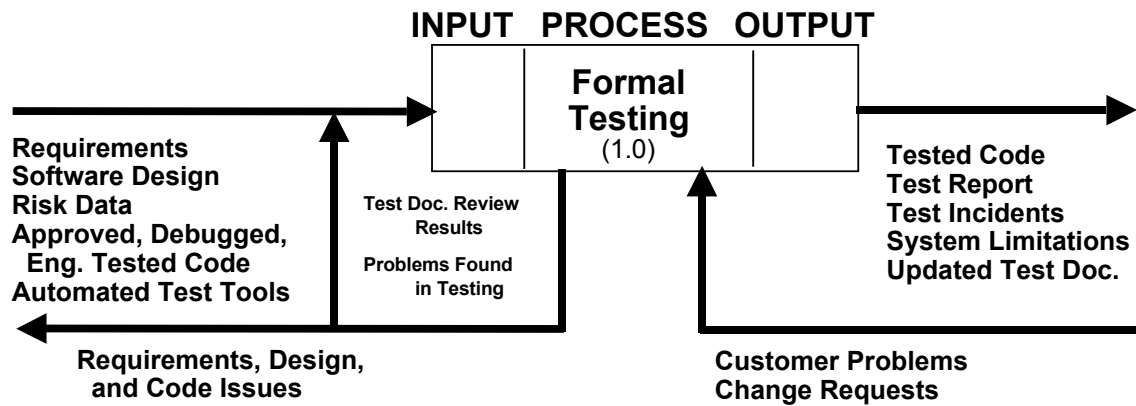 INPUT PROCESS OUTPUT
Formal
Testing
(1.0)
Requirements
Software Design
Risk Data
Approved, Debugged,
Eng. Tested Code
Automated Test Tools
Test Doc. Review
Results
Problems Found
in Testing
Tested Code
Test Report
Test Incidents
System Limitations
Updated Test Doc.
Requirements, Design,
and Code Issues
Customer Problems
Change Requests